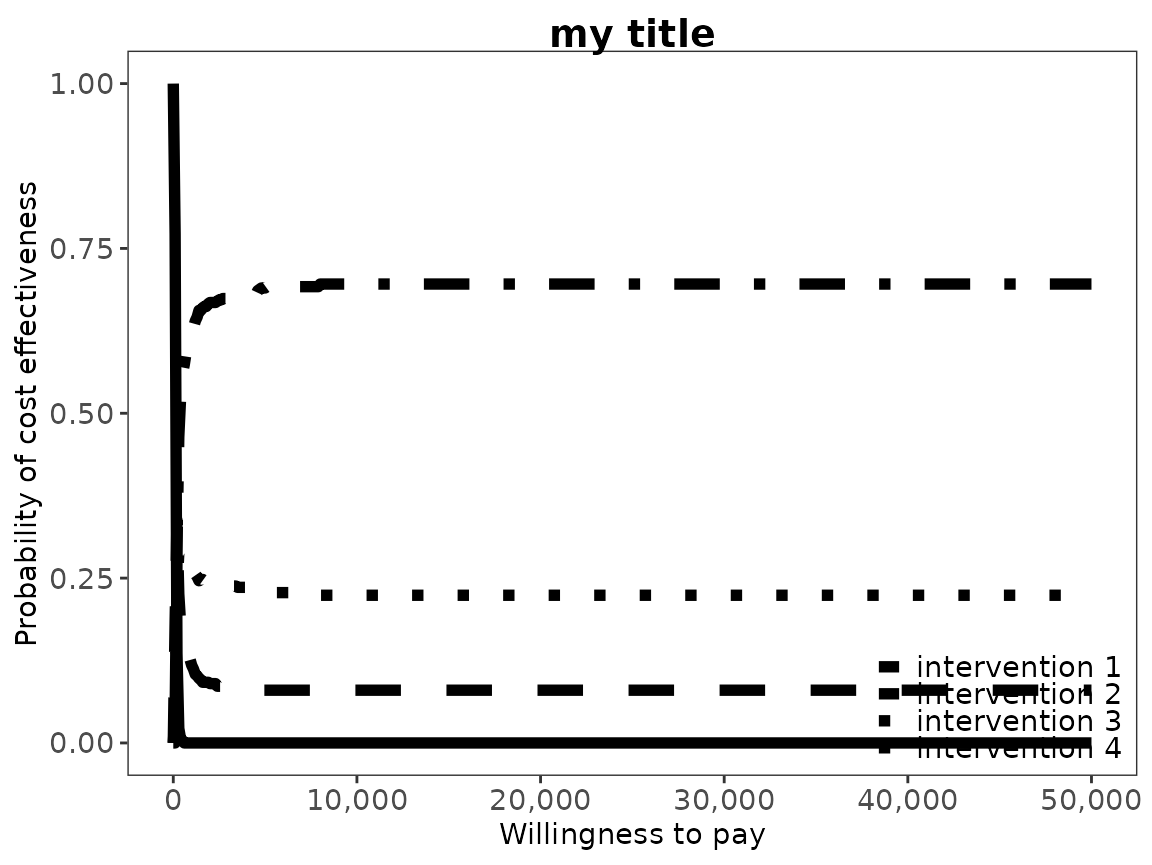 my title
Probability of cost effectiveness
1.00
0.75
0.50
0.25
0.00
intervention 1
intervention 2
intervention 3
intervention 4
0
10,000
20,000
30,000
40,000
50,000
Willingness to pay